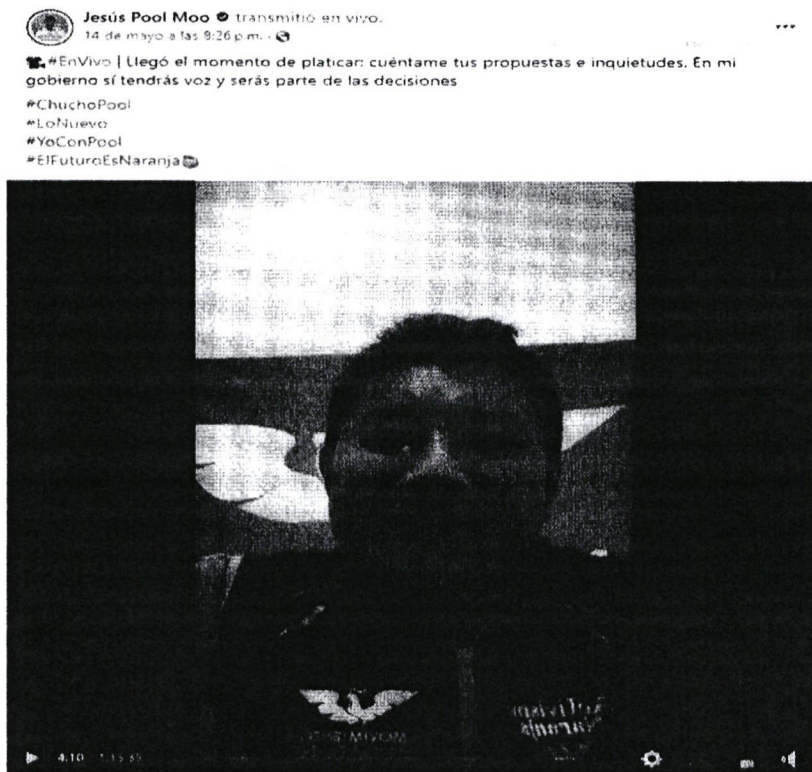 Jesús Pool Moo transmitió en vivo.
14 de mayo a las 8:26 p.m.
#EnVivo | Llegó el momento de platicar: cuéntame tus propuestas e inquietudes. En mi
gobierno sí tendrás voz y serás parte de las decisiones
#ChuchoPool
#LoNuevo
#YoConPool
#ElFuturoEsNaranja
4:10